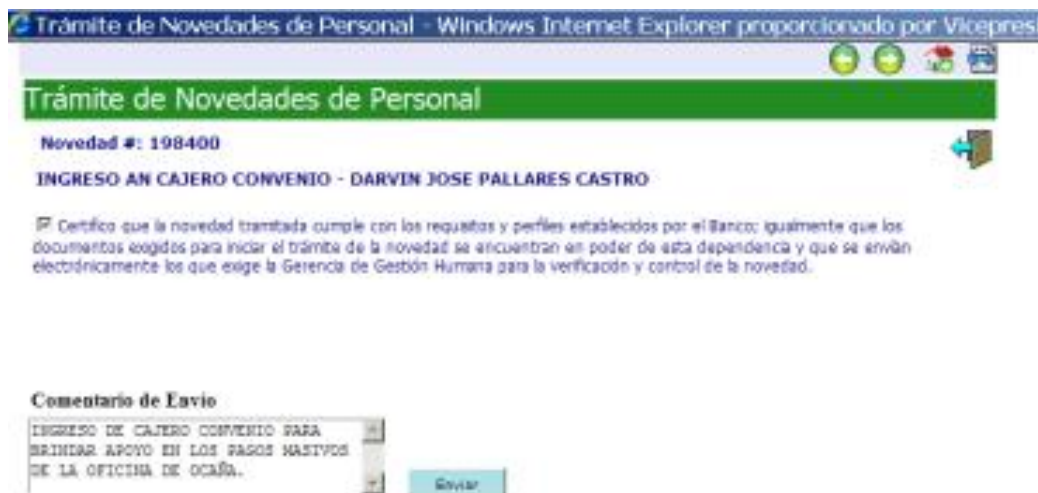 Trámite de Novedades de Personal - Windows Internet Explorer proporcionado por Vicepres
Trámite de Novedades de Personal
Novedad #: 198400
INGRESO AN CAJERO CONVENIO - DARVIN JOSE PALLARES CASTRO
Certifico que la novedad tramitada cumple con los requisitos y perfiles establecidos por el Banco; igualmente que los
documentos exigidos para iniciar el trámite de la novedad se encuentran en poder de esta dependencia y que se envían
electrónicamente los que exige la Gerencia de Gestión Humana para la verificación y control de la novedad.
Comentario de Envio
INGRESO DE CAJERO CONVENIO PARA
BRINDAR APOYO EN LOS PAGOS MASIVOS
DE LA OFICINA DE OCAÑA.
Enviar